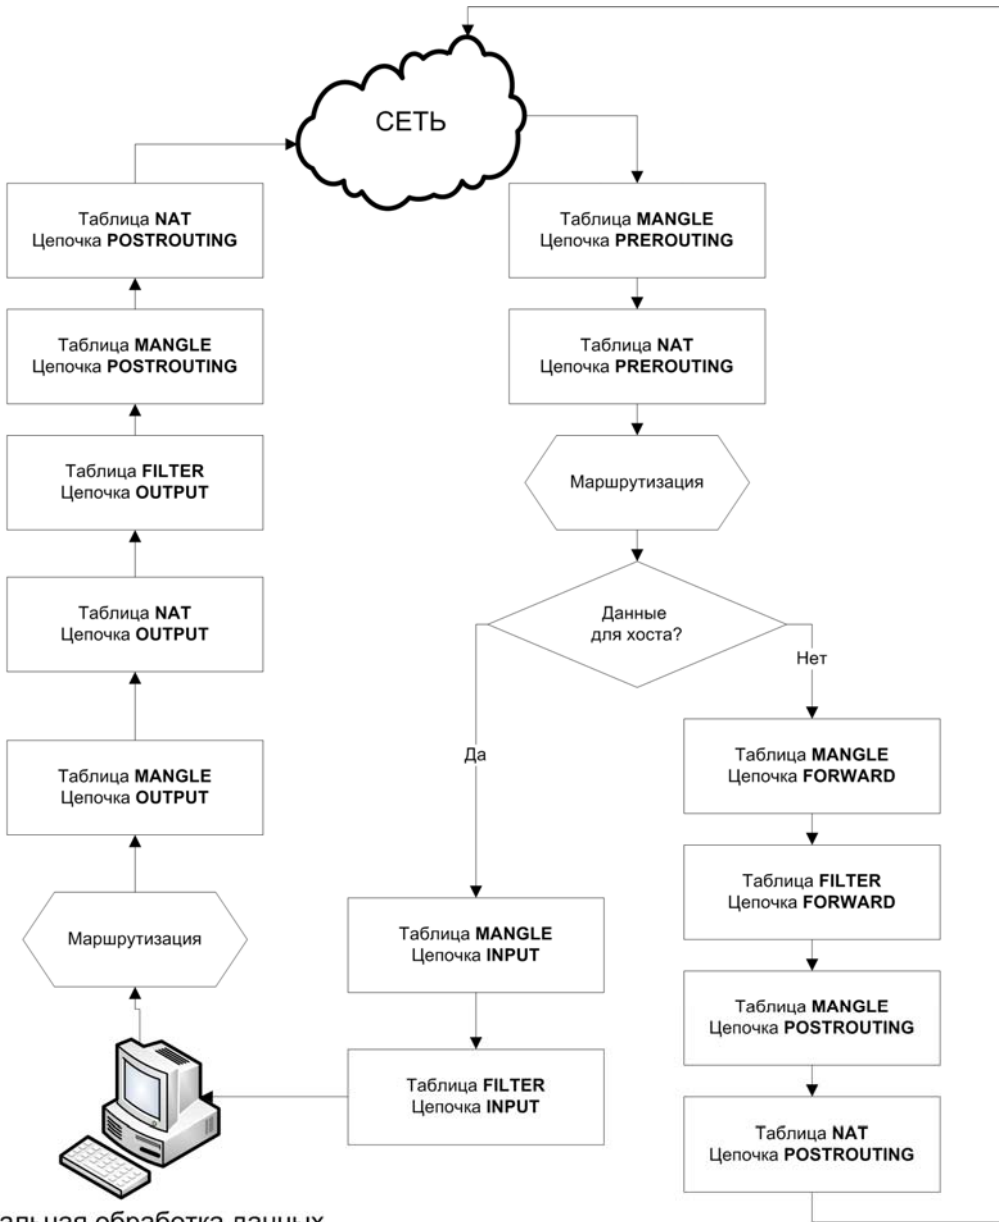 СЕТЬ
Таблица NAT
Цепочка POSTROUTING
Таблица MANGLE
Цепочка POSTROUTING
Таблица FILTER
Цепочка OUTPUT
Таблица NAT
Цепочка OUTPUT
Таблица MANGLE
Цепочка OUTPUT
Маршрутизация
Таблица MANGLE
Цепочка PREROUTING
Таблица NAT
Цепочка PREROUTING
Маршрутизация
Данные
для хоста?
Да
Нет
Таблица MANGLE
Цепочка INPUT
Таблица FILTER
Цепочка INPUT
Таблица MANGLE
Цепочка FORWARD
Таблица FILTER
Цепочка FORWARD
Таблица MANGLE
Цепочка POSTROUTING
Таблица NAT
Цепочка POSTROUTING
обработка данных